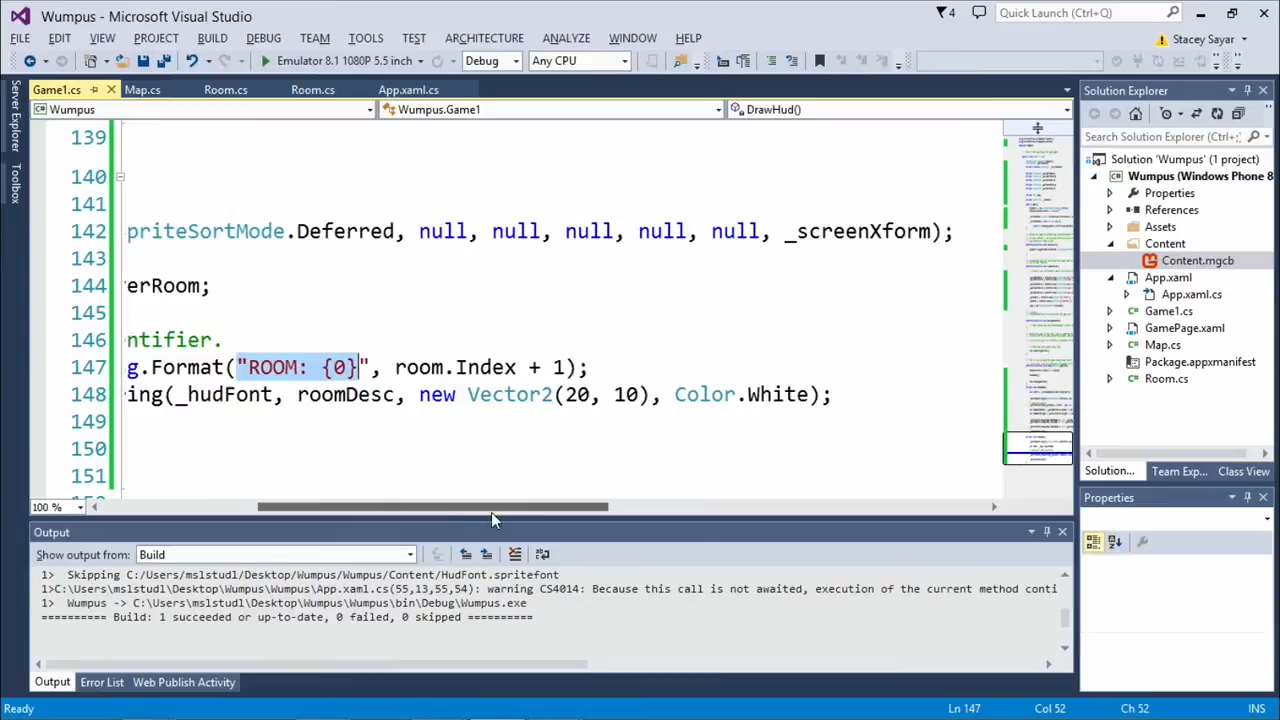 Wumpus - Microsoft Visual Studio
4
Quick Launch (Ctrl+Q)
FILE EDIT VIEW PROJECT BUILD DEBUG TEAM TOOLS TEST ARCHITECTURE ANALYZE WINDOW HELP
Stacey Sayar
Emulator 8.1 1080P 5.5 inch
Debug
Any CPU
Server Explorer
Toolbox
Game1.cs
Map.cs
Room.cs
Room.cs
App.xaml.cs
Wumpus
Wumpus.Game1
DrawHud()
139
140
141
142 priteSortMode.Deferred, null, null, null, null, null, _screenXform);
143
144 erRoom;
145
146 ntifier.
147 g.Format("ROOM: {0}", room.Index + 1);
148 ing(_hudFont, roomDesc, new Vector2(20, 10), Color.White);
149
150
151
100 %
Output
Show output from: Build
1> Skipping C:/Users/mslstudl/Desktop/Wumpus/Wumpus/Content/HudFont.spritefont
1>C:\Users\mslstudl\Desktop\Wumpus\Wumpus\App.xaml.cs(55,13,55,54): warning CS4014: Because this call is not awaited, execution of the current method conti
1> Wumpus -> C:\Users\mslstudl\Desktop\Wumpus\Wumpus\bin\Debug\Wumpus.exe
========== Build: 1 succeeded or up-to-date, 0 failed, 0 skipped ==========
Output
Error List
Web Publish Activity
Solution Explorer
Search Solution Explorer (Ctrl+;
Solution 'Wumpus' (1 project)
Wumpus (Windows Phone 8
Properties
References
Assets
Content
Content.mgcb
App.xaml
App.xaml.cs
Game1.cs
GamePage.xaml
Map.cs
Package.appxmanifest
Room.cs
Solution...
Team Exp...
Class View
Properties
Ready
Ln 147
Col 52
Ch 52
INS